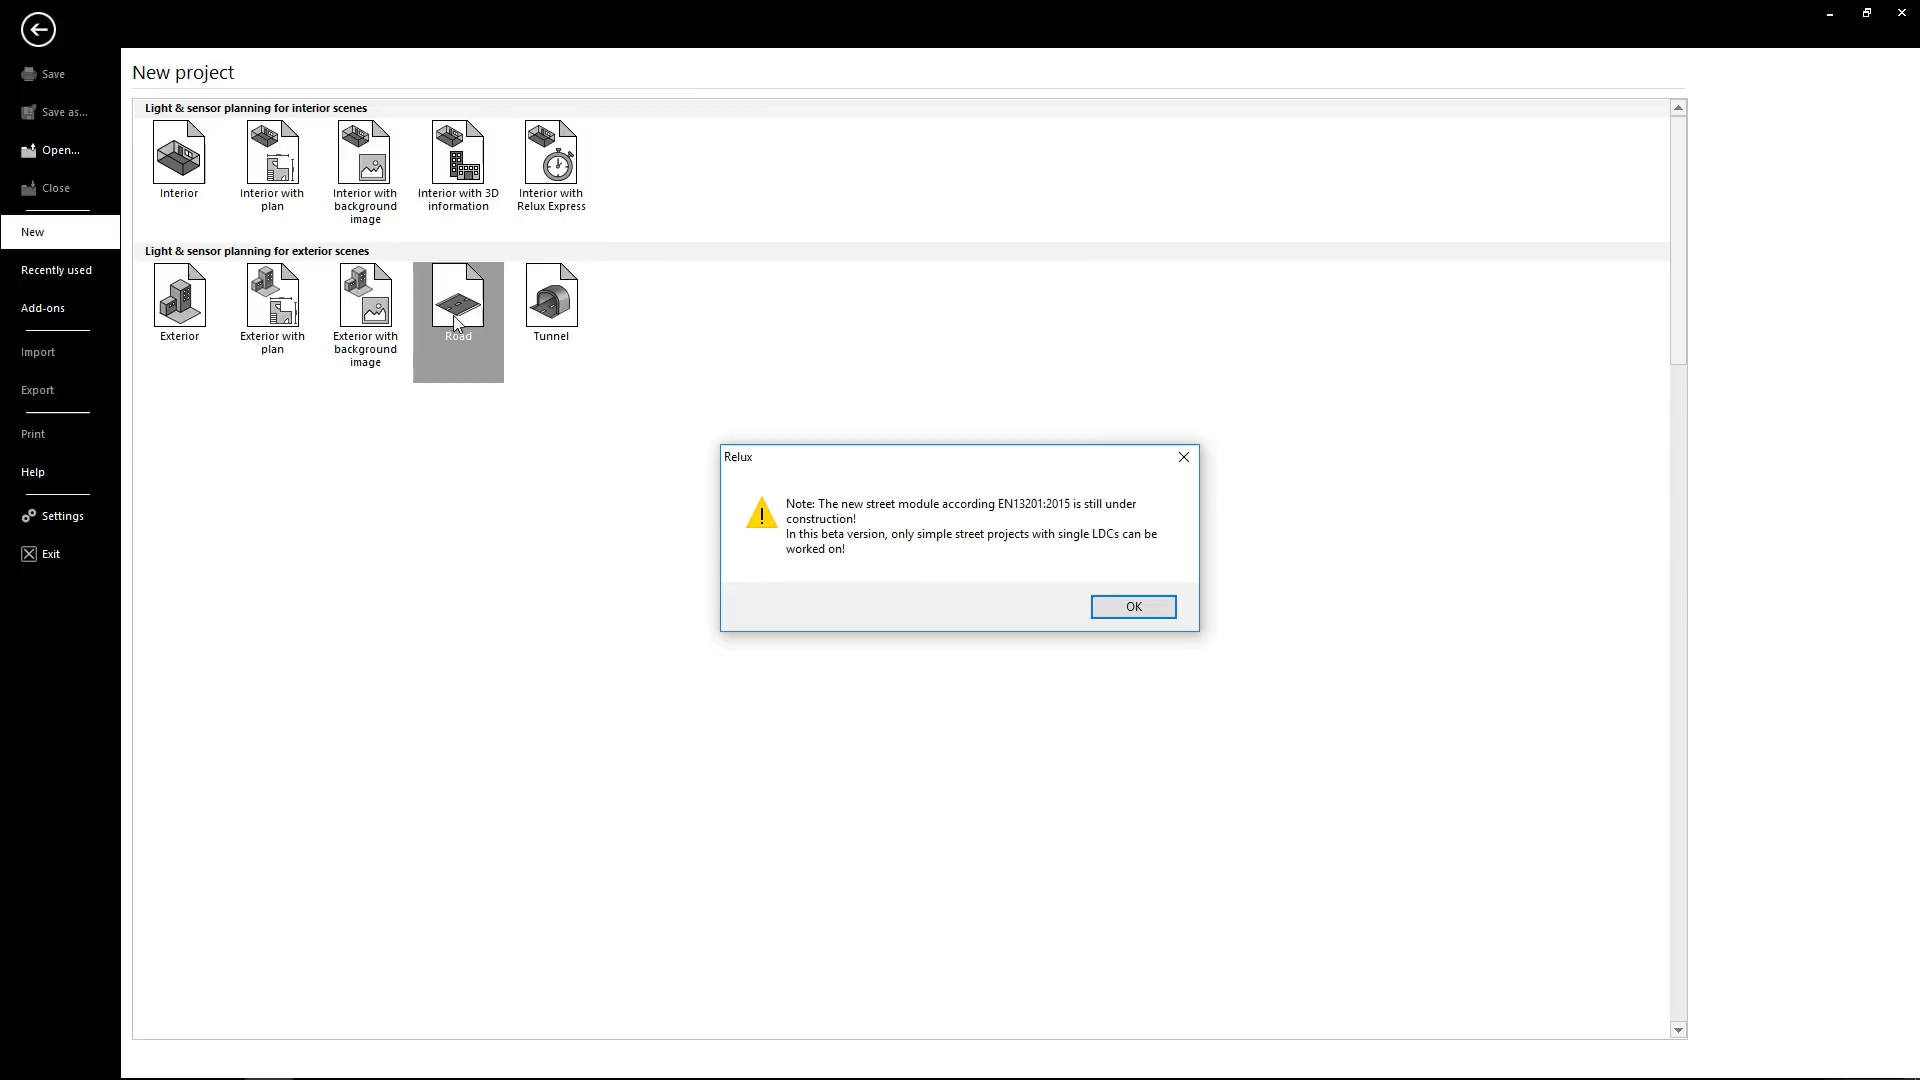 Save
Save as...
Open...
Close
New
Recently used
Add-ons
Import
Export
Print
Help
Settings
Exit
New project
Light & sensor planning for interior scenes
Interior
Interior with
plan
Interior with
background
image
Interior with 3D
information
Interior with
Relux Express
Light & sensor planning for exterior scenes
Exterior
Exterior with
plan
Exterior with
background
image
Road
Tunnel
Relux
Note: The new street module according EN13201:2015 is still under
construction!
In this beta version, only simple street projects with single LDCs can be
worked on!
OK